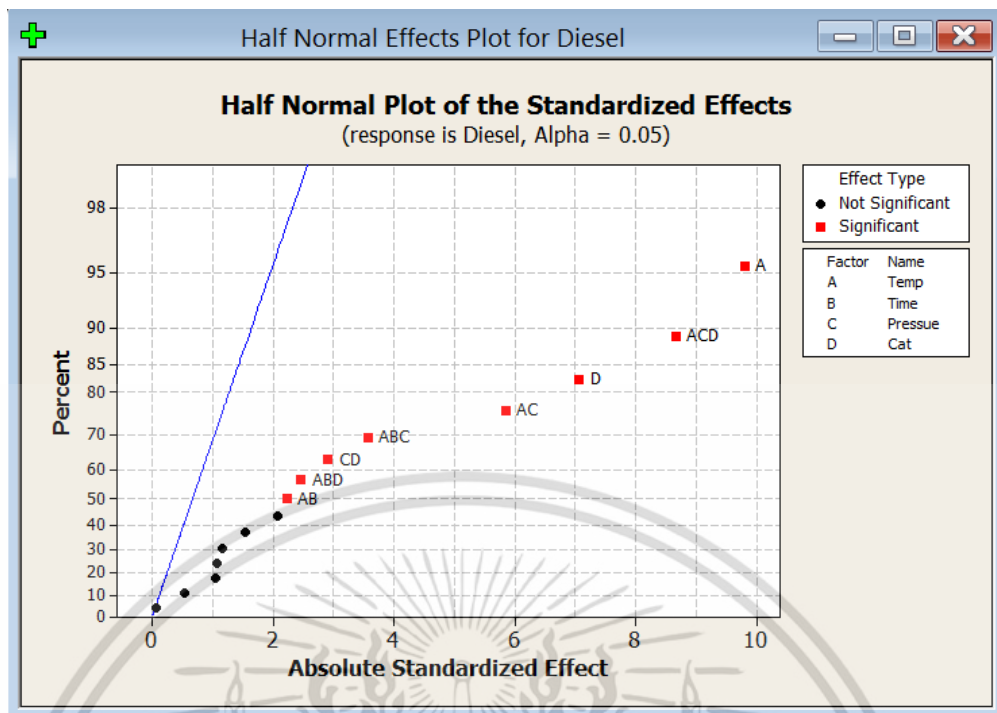 Half Normal Effects Plot for Diesel
Half Normal Plot of the Standardized Effects
(response is Diesel, Alpha = 0.05)
Effect Type
Not Significant
Significant
Factor Name
A Temp
B Time
C Pressue
D Cat
Percent
98
95
90
85
80
70
60
50
40
30
20
10
0
A
ACD
D
AC
ABC
CD
ABD
AB
0 2 4 6 8 10
Absolute Standardized Effect